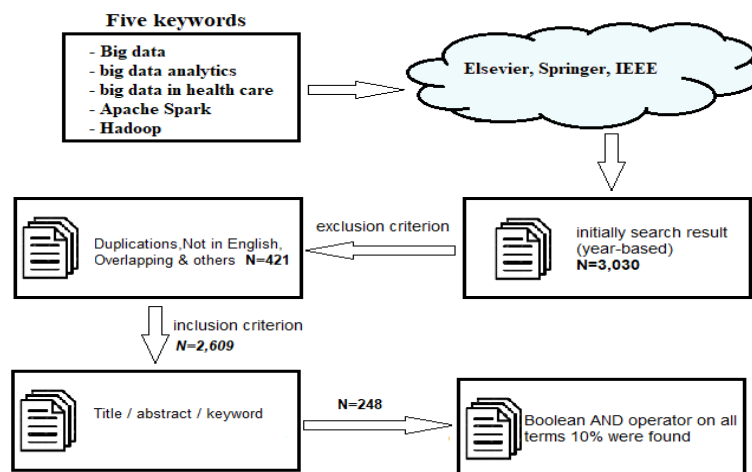 Five keywords
- Big data
- big data analytics
- big data in health care
- Apache Spark
- Hadoop
Elsevier, Springer, IEEE
initially search result
(year-based)
N=3,030
exclusion criterion
Duplications,Not in English,
Overlapping & others N=421
inclusion criterion
N=2,609
Title / abstract / keyword
N=248
Boolean AND operator on all
terms 10% were found